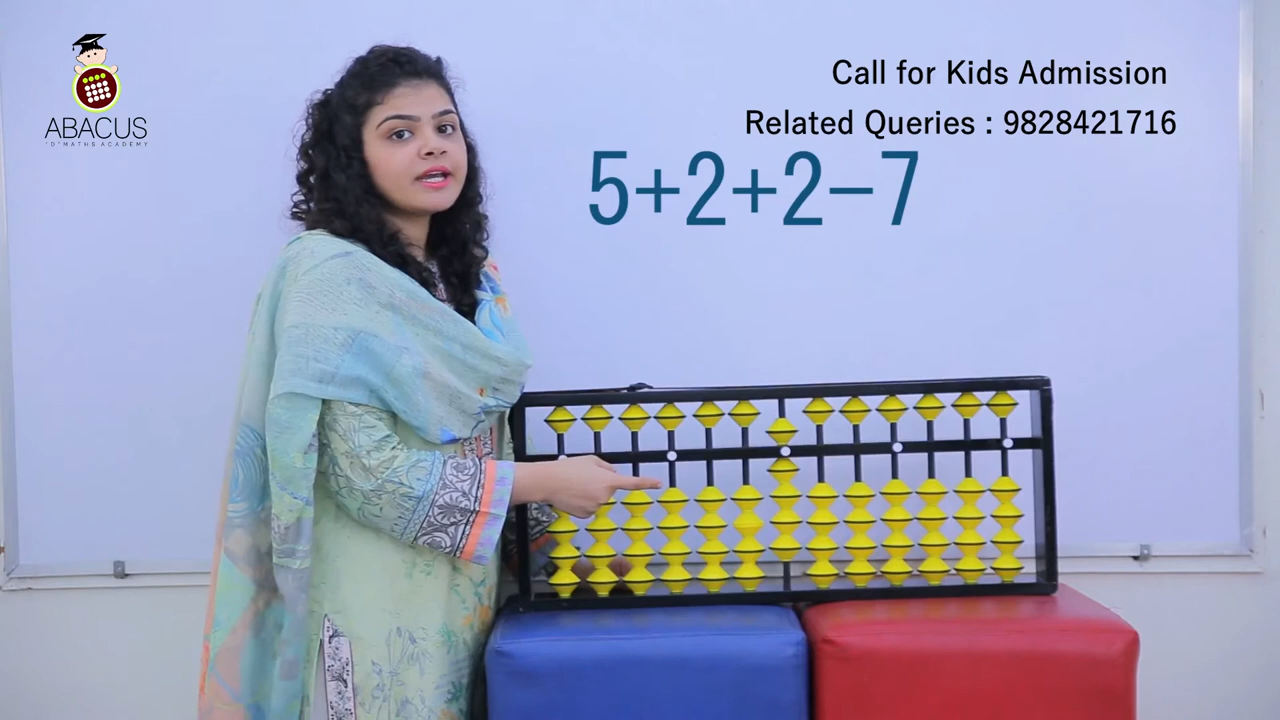 ABACUS
"D"MATHS ACADEMY
Call for Kids Admission
Related Queries : 9828421716
5+2+2−7